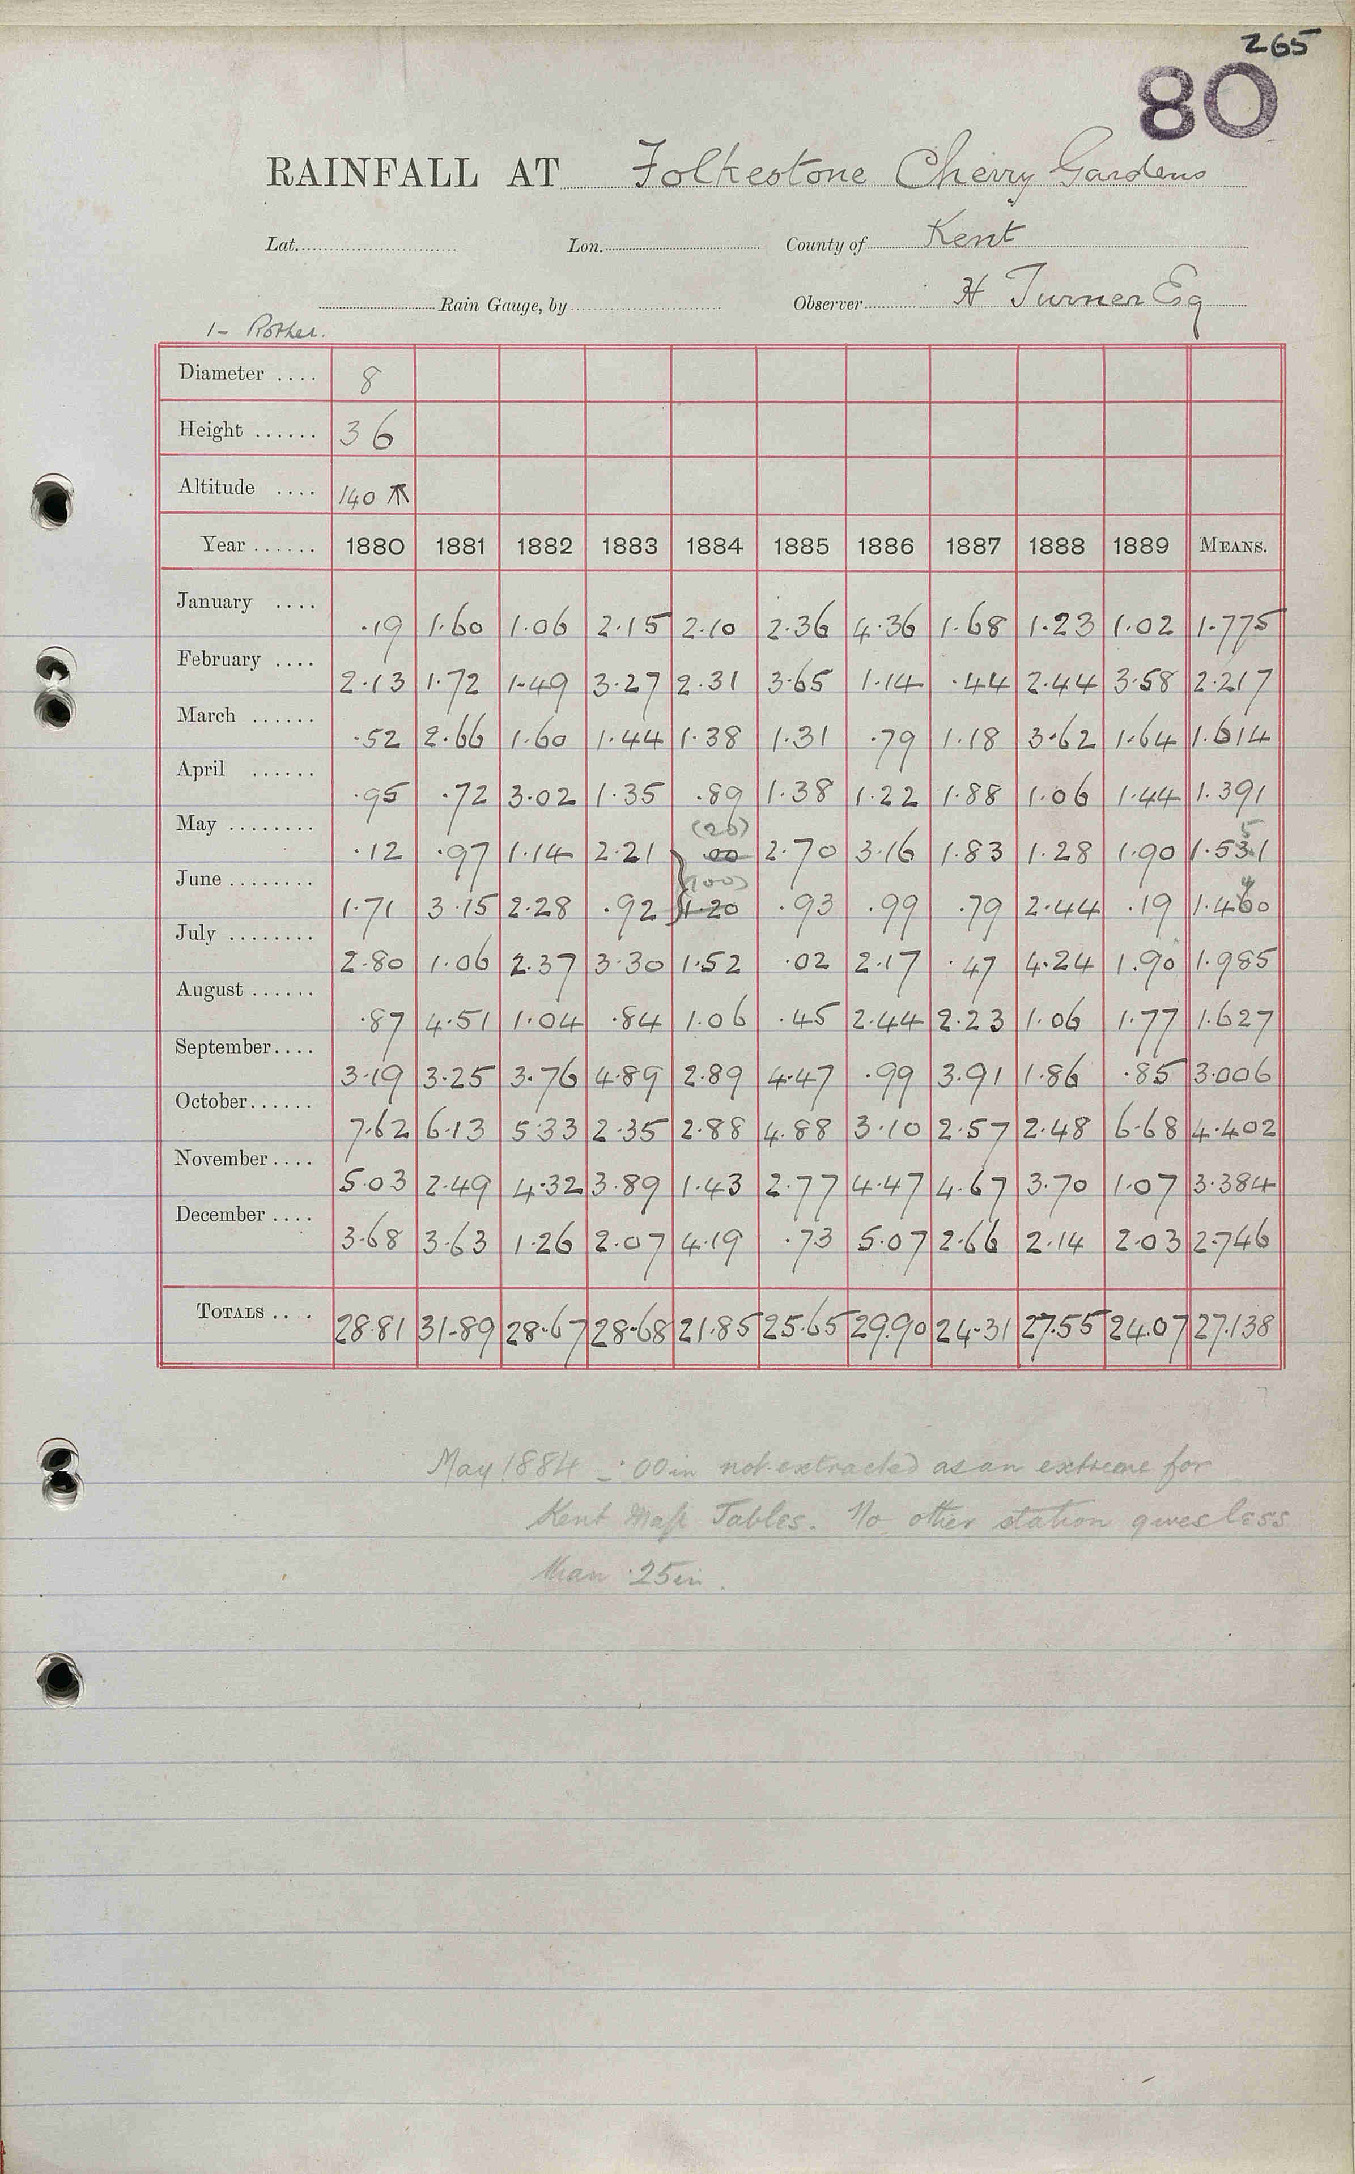 265
80
RAINFALL AT Folkestone Cherry Gardens
Lat. Lon. County of Kent
Rain Gauge, by Observer H Turner Esq
1 - Rother.
Diameter .... 8
Height ...... 36
Altitude .... 140 ↑
Year ...... 1880 1881 1882 1883 1884 1885 1886 1887 1888 1889 MEANS.
January .... .19 1.60 1.06 2.15 2.10 2.36 4.36 1.68 1.23 1.02 1.775
February .... 2.13 1.72 1.49 3.27 2.31 3.65 1.14 .44 2.44 3.58 2.217
March ...... .52 2.66 1.60 1.44 1.38 1.31 .79 1.18 3.62 1.64 1.614
April ...... .95 .72 3.02 1.35 .89 1.38 1.22 1.88 1.06 1.44 1.391
(20) 5
May ........ .12 .97 1.14 2.21 .00 2.70 3.16 1.83 1.28 1.90 1.531
(100) 4
June ........ 1.71 3.15 2.28 .92 1.20 .93 .99 .79 2.44 .19 1.460
July ........ 2.80 1.06 2.37 3.30 1.52 .02 2.17 .47 4.24 1.90 1.985
August ...... .87 4.51 1.04 .84 1.06 .45 2.44 2.23 1.06 1.77 1.627
September.... 3.19 3.25 3.76 4.89 2.89 4.47 .99 3.91 1.86 .85 3.006
October...... 7.62 6.13 5.33 2.35 2.88 4.88 3.10 2.57 2.48 6.68 4.402
November .... 5.03 2.49 4.32 3.89 1.43 2.77 4.47 4.67 3.70 1.07 3.384
December .... 3.68 3.63 1.26 2.07 4.19 .73 5.07 2.66 2.14 2.03 2.746
TOTALS .... 28.81 31.89 28.67 28.68 21.85 25.65 29.90 24.31 27.55 24.07 27.138
May 1884 - .00 in not extracted as an extreme for
Kent Tables. No other station gives less
than .25 in.